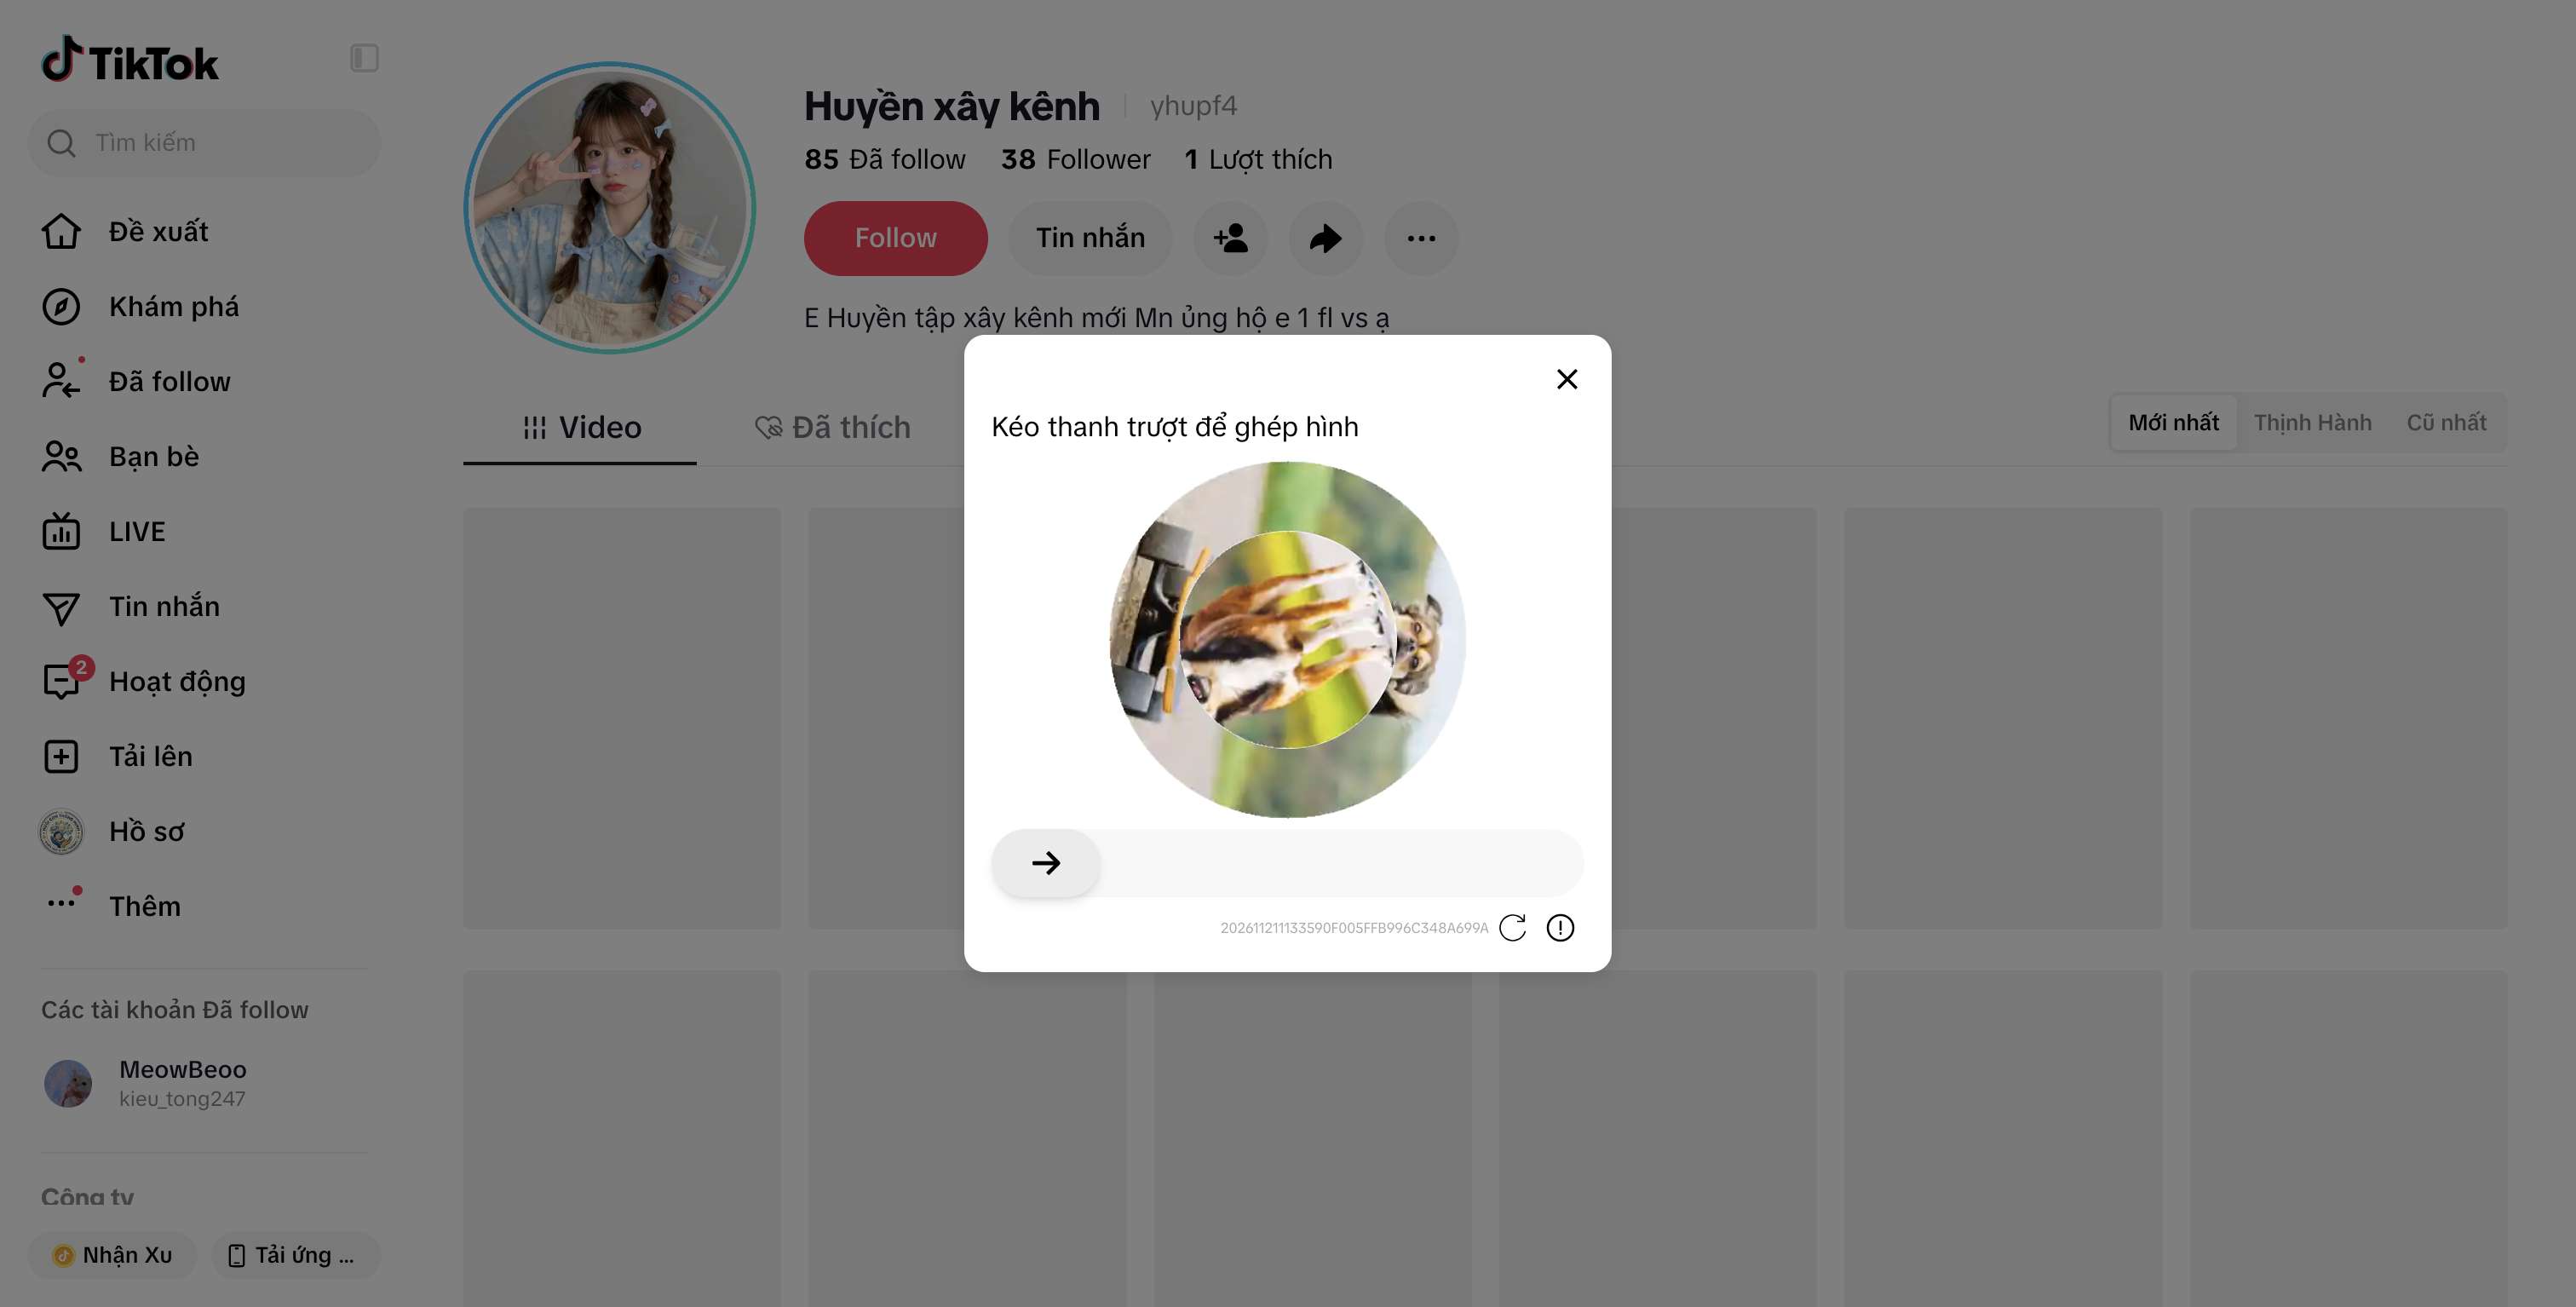 TikTok
Tìm kiếm
Đề xuất
Khám phá
Đã follow
Bạn bè
LIVE
Tin nhắn
2
Hoạt động
Tải lên
Hồ sơ
Thêm
Các tài khoản Đã follow
MeowBeoo
kieu_tong247
Công ty
Nhận Xu
Tải ứng ...
Huyền xây kênh yhupf4
85 Đã follow 38 Follower 1 Lượt thích
Follow Tin nhắn
E Huyền tập xây kênh mới Mn ủng hộ e 1 fl vs ạ
Video Đã thích
Mới nhất Thịnh Hành Cũ nhất
Kéo thanh trượt để ghép hình
202611211133590F005FFB996C348A699A